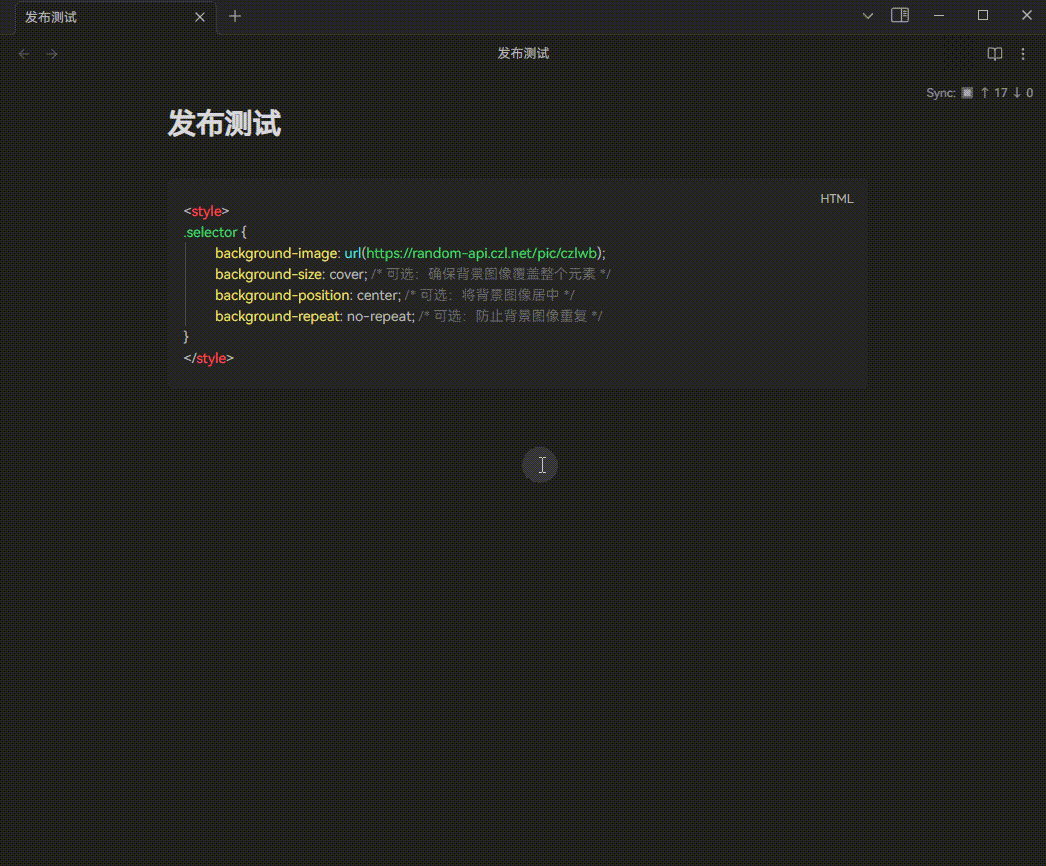 发布测试
发布测试
Sync: ↑ 17 ↓ 0
发布测试
HTML
<style>
.selector {
background-image: url(https://random-api.czl.net/pic/czlwb);
background-size: cover; /* 可选：确保背景图像覆盖整个元素 */
background-position: center; /* 可选：将背景图像居中 */
background-repeat: no-repeat; /* 可选：防止背景图像重复 */
}
</style>